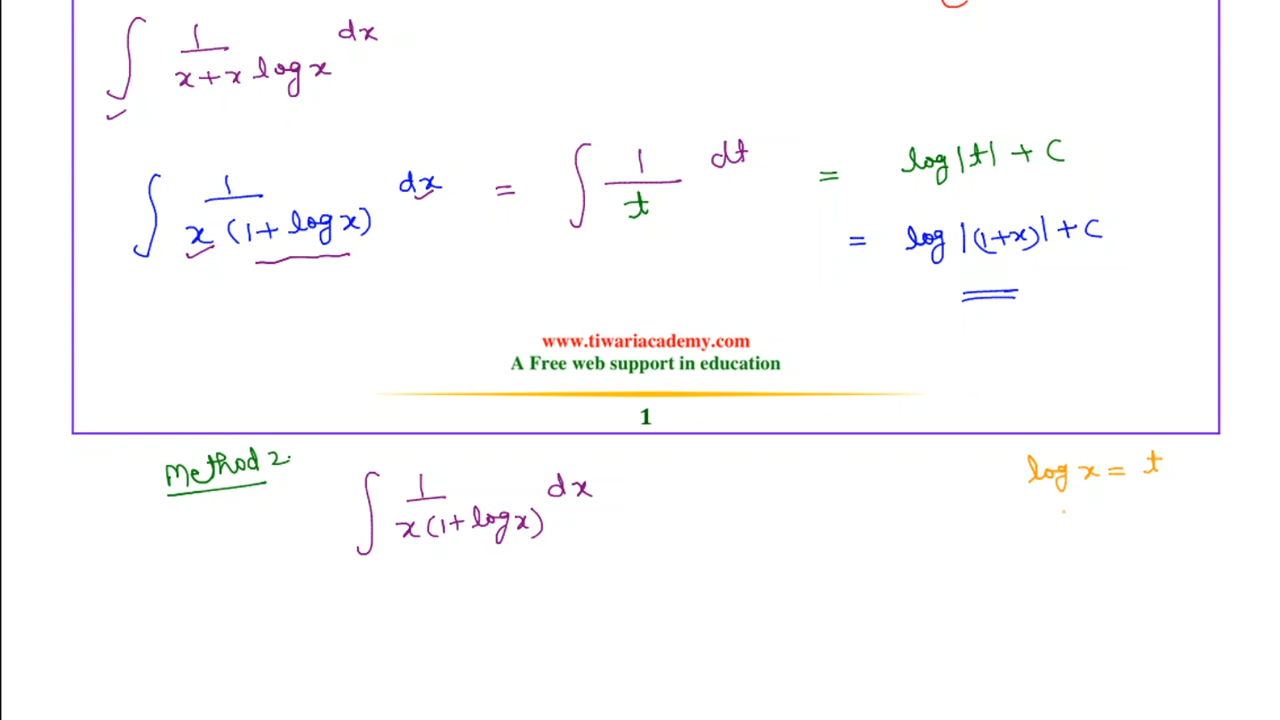 ∫ 1/(x+x log x) dx
∫ 1/(x(1+log x)) dx = ∫ 1/t dt = log|t| + C
= log|(1+x)| + C
www.tiwariacademy.com
A Free web support in education
1
Method 2.
∫ 1/(x(1+log x)) dx
log x = t